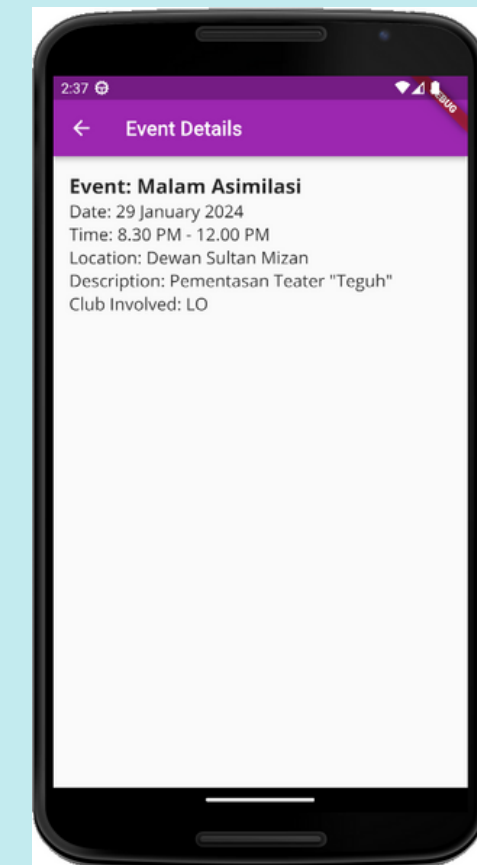 2:37
Event Details
Event: Malam Asimilasi
Date: 29 January 2024
Time: 8.30 PM - 12.00 PM
Location: Dewan Sultan Mizan
Description: Pementasan Teater "Teguh"
Club Involved: LO